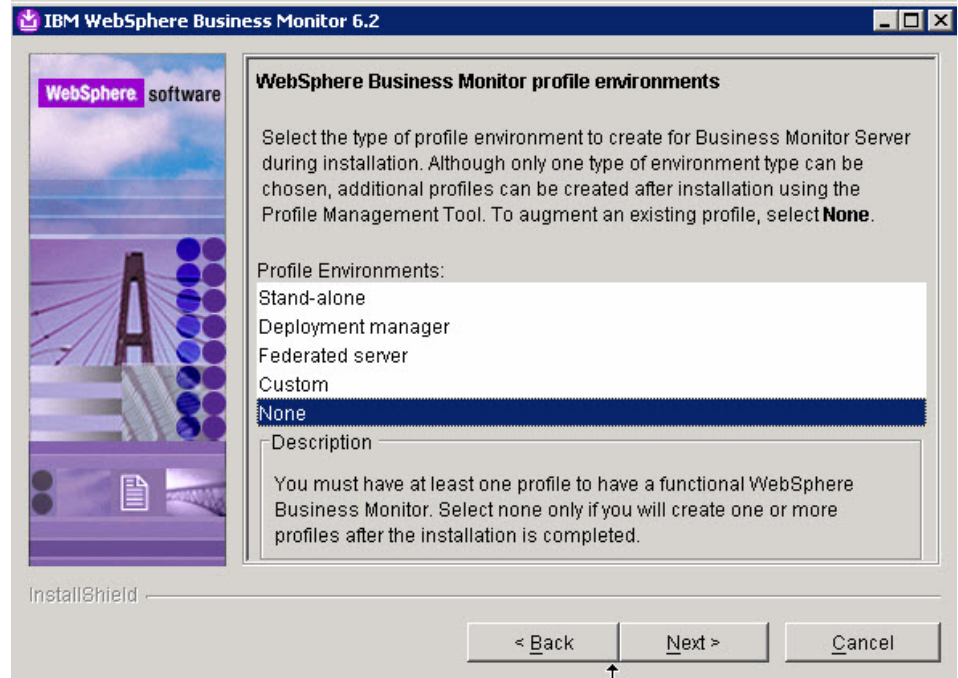 IBM WebSphere Business Monitor 6.2
WebSphere software
WebSphere Business Monitor profile environments
Select the type of profile environment to create for Business Monitor Server
during installation. Although only one type of environment type can be
chosen, additional profiles can be created after installation using the
Profile Management Tool. To augment an existing profile, select None.
Profile Environments:
Stand-alone
Deployment manager
Federated server
Custom
None
Description
You must have at least one profile to have a functional WebSphere
Business Monitor. Select none only if you will create one or more
profiles after the installation is completed.
InstallShield
< Back
Next >
Cancel